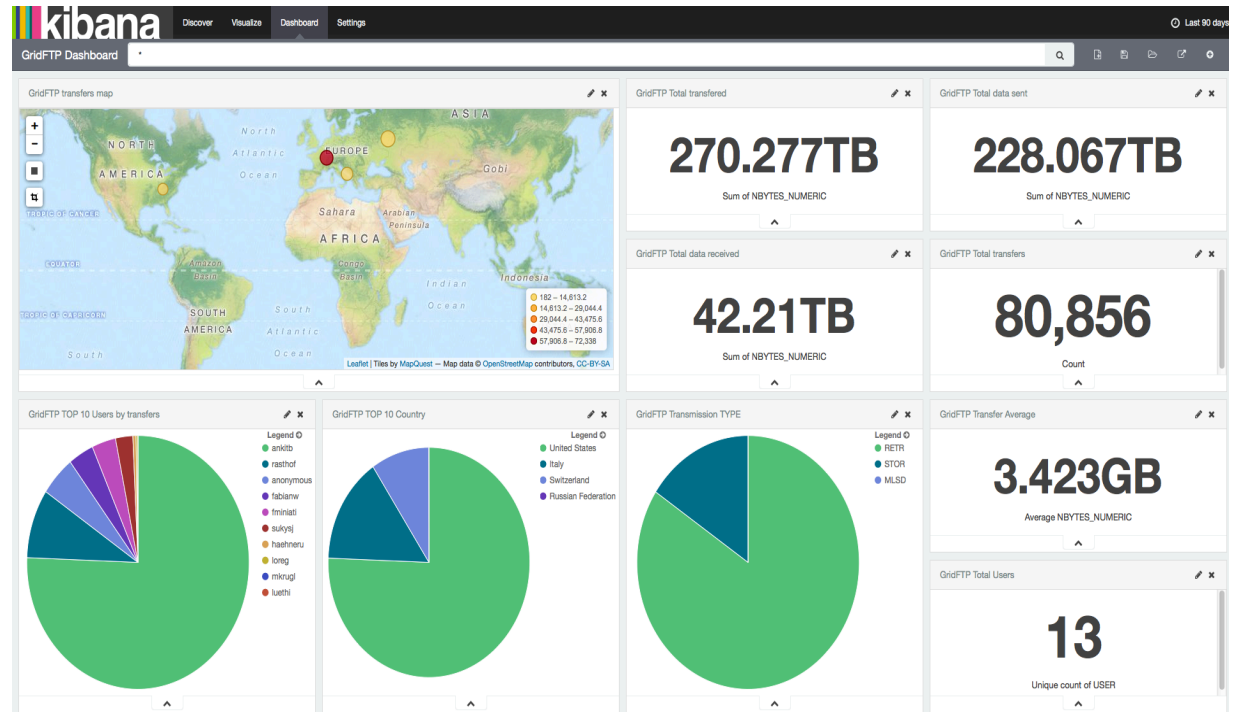 kibana
Discover Visualize Dashboard Settings
Last 90 days
GridFTP Dashboard
*
GridFTP transfers map
+
−
NORTH
AMERICA
North
Atlantic
Ocean
EUROPE
ASIA
Gobi
TROPIC OF CANCER
Sahara
Arabian
Peninsula
AFRICA
EQUATOR
Amazon
Basin
Congo
Basin
Indian
Ocean
Indonesia
TROPIC OF CAPRICORN
SOUTH
AMERICA
South
Atlantic
Ocean
South
182 – 14,613.2
14,613.2 – 29,044.4
29,044.4 – 43,475.6
43,475.6 – 57,906.8
57,906.8 – 72,338
Leaflet | Tiles by MapQuest — Map data © OpenStreetMap contributors, CC-BY-SA
GridFTP Total transfered
270.277TB
Sum of NBYTES_NUMERIC
GridFTP Total data sent
228.067TB
Sum of NBYTES_NUMERIC
GridFTP Total data received
42.21TB
Sum of NBYTES_NUMERIC
GridFTP Total transfers
80,856
Count
GridFTP TOP 10 Users by transfers
Legend
ankitb
rasthof
anonymous
fabianw
fminiati
sukysj
haehneru
loreg
mkrugl
luethi
GridFTP TOP 10 Country
Legend
United States
Italy
Switzerland
Russian Federation
GridFTP Transmission TYPE
Legend
RETR
STOR
MLSD
GridFTP Transfer Average
3.423GB
Average NBYTES_NUMERIC
GridFTP Total Users
13
Unique count of USER